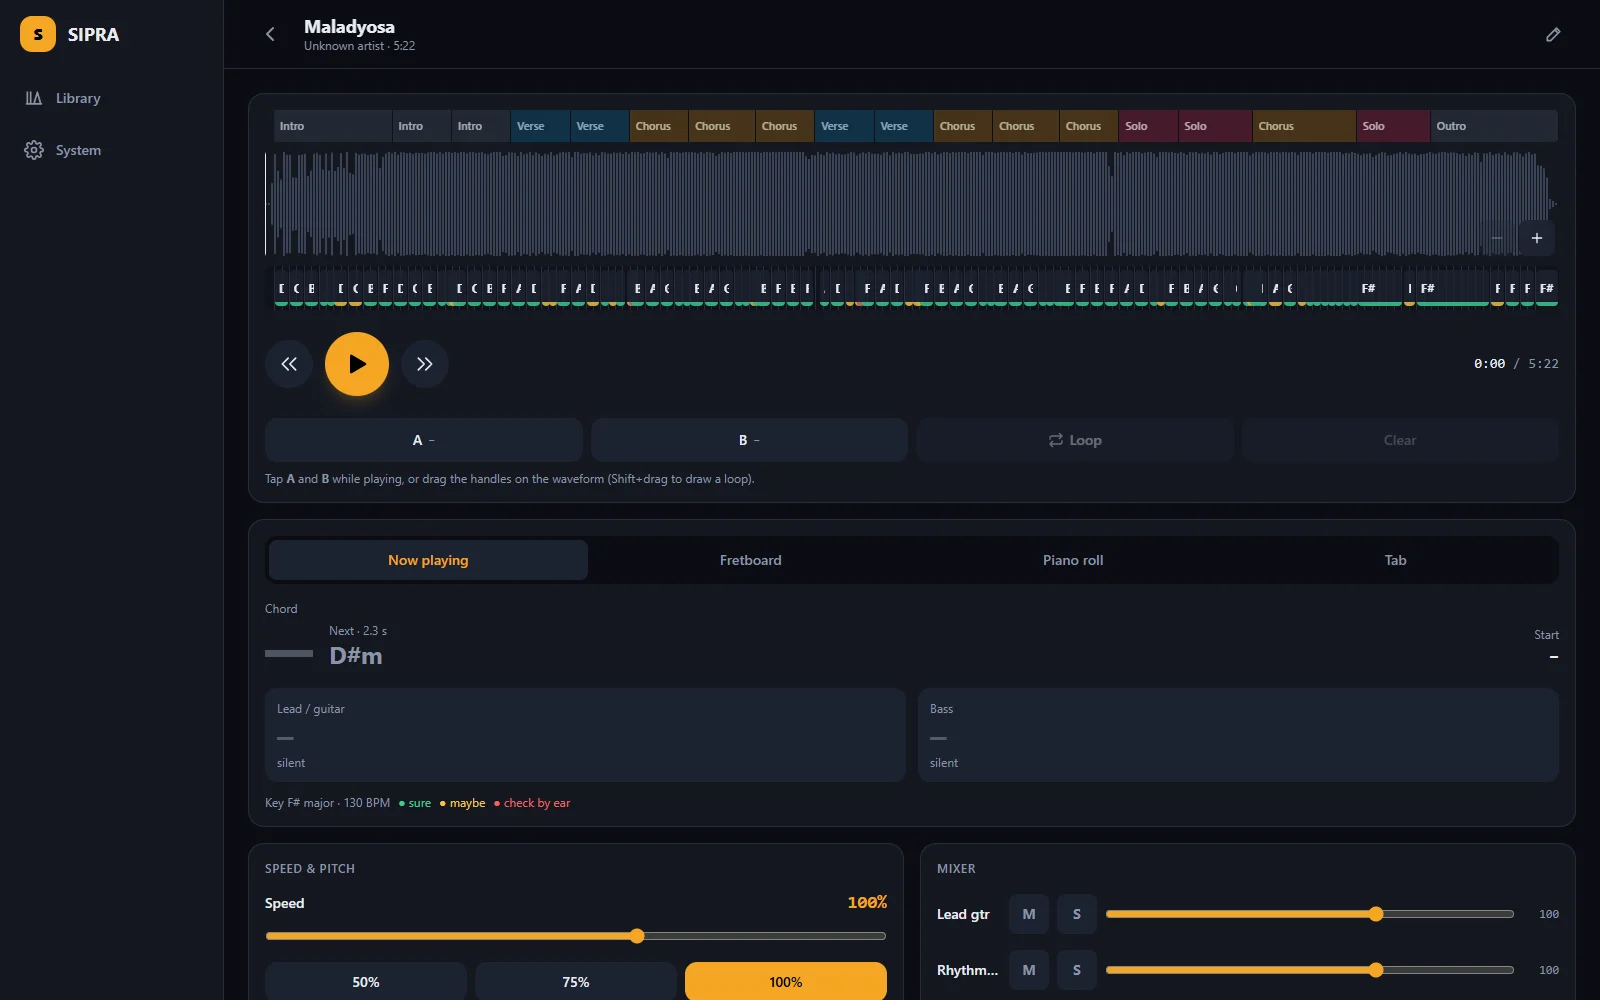 S SIPRA
Library
System
Maladyosa
Unknown artist · 5:22
Intro Intro Intro Verse Verse Chorus Chorus Chorus Verse Verse Chorus Chorus Chorus Solo Solo Chorus Solo Outro
− +
F# F# F#
0:00 / 5:22
A –
B –
Loop
Clear
Tap A and B while playing, or drag the handles on the waveform (Shift+drag to draw a loop).
Now playing
Fretboard
Piano roll
Tab
Chord
Next · 2.3 s
D#m
Start
–
Lead / guitar
—
silent
Bass
—
silent
Key F# major · 130 BPM ● sure ● maybe ● check by ear
SPEED & PITCH
Speed 100%
50% 75% 100%
MIXER
Lead gtr M S 100
Rhythm... M S 100